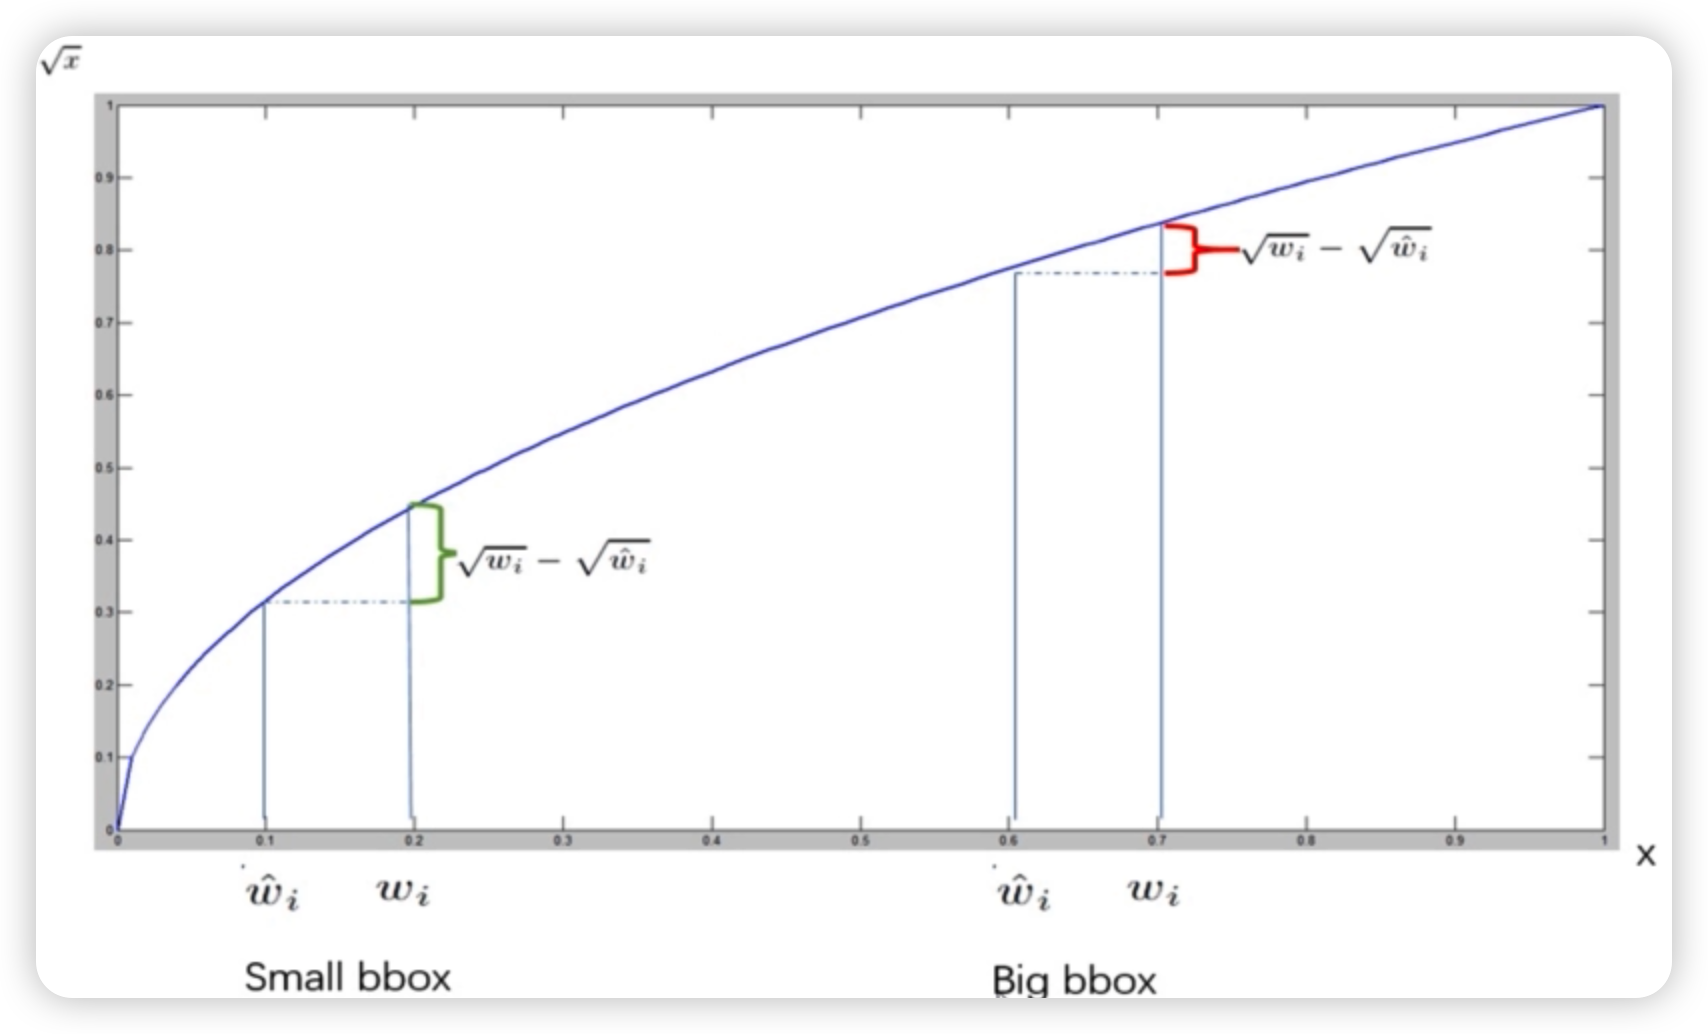 √x
1
0.9
0.8
0.7
0.6
0.5
0.4
0.3
0.2
0.1
0
√wᵢ − √ŵᵢ
√wᵢ − √ŵᵢ
0 0.1 0.2 0.3 0.4 0.5 0.6 0.7 0.8 0.9 1
x
ŵᵢ wᵢ ŵᵢ wᵢ
Small bbox Big bbox